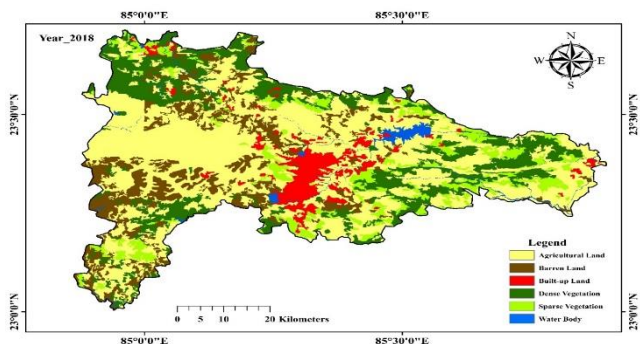 85°0'0"E 85°30'0"E
Year_2018
N
W E
S
23°30'0"N 23°30'0"N
Legend
Agricultural Land
Barren Land
Built-up Land
Dense Vegetation
Sparse Vegetation
Water Body
23°0'0"N 23°0'0"N
0 5 10 20 Kilometers
85°0'0"E 85°30'0"E